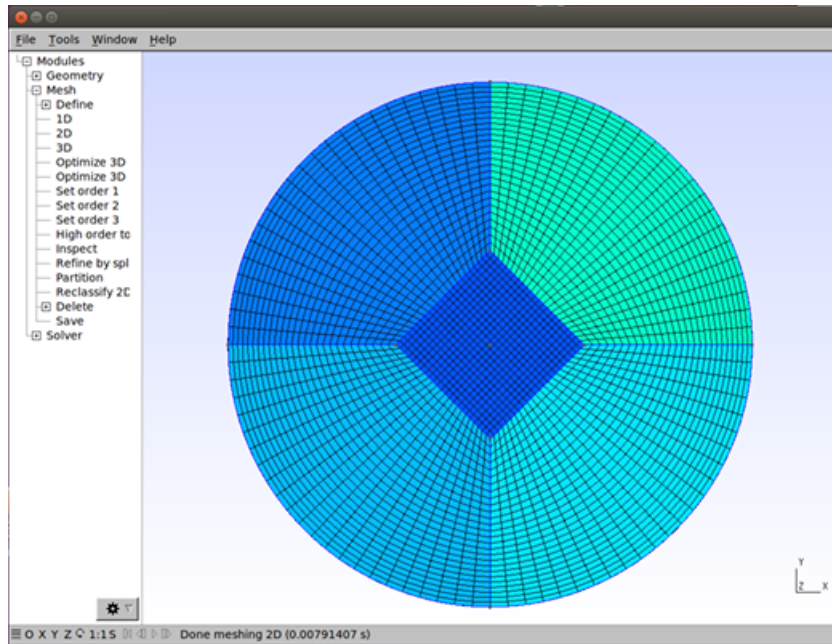 File Tools Window Help
Modules
Geometry
Mesh
Define
1D
2D
3D
Optimize 3D
Optimize 3D
Set order 1
Set order 2
Set order 3
High order to
Inspect
Refine by spl
Partition
Reclassify 2D
Delete
Save
Solver
Y
Z X
O X Y Z 1:1 S Done meshing 2D (0.00791407 s)